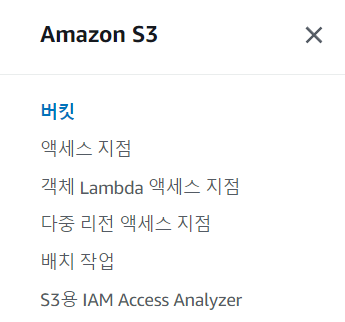 Amazon S3
버킷
액세스 지점
객체 Lambda 액세스 지점
다중 리전 액세스 지점
배치 작업
S3용 IAM Access Analyzer